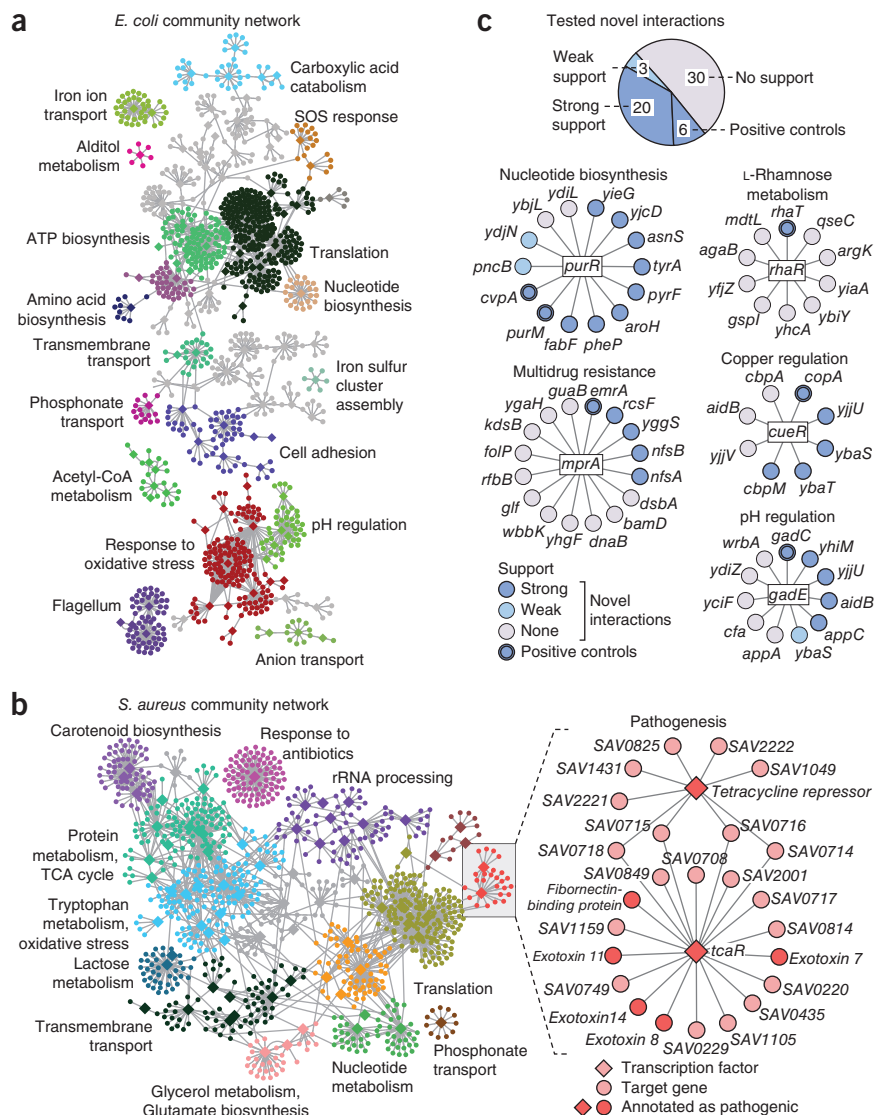 a
E. coli community network
Carboxylic acid
catabolism
Iron ion
transport
SOS response
Alditol
metabolism
ATP biosynthesis
Translation
Nucleotide
biosynthesis
Amino acid
biosynthesis
Transmembrane
transport
Iron sulfur
cluster
assembly
Phosphonate
transport
Cell adhesion
Acetyl-CoA
metabolism
pH regulation
Response to
oxidative stress
Flagellum
Anion transport
c
Tested novel interactions
Weak
support
3
30
No support
Strong
support
20
6
Positive controls
Nucleotide biosynthesis
ydiL
yieG
ybjL
yjcD
ydjN
asnS
purR
pncB
tyrA
cvpA
pyrF
purM
aroH
fabF
pheP
L-Rhamnose
metabolism
rhaT
mdtL
qseC
agaB
argK
rhaR
yfjZ
yiaA
gspI
ybiY
yhcA
Multidrug resistance
guaB
emrA
ygaH
rcsF
kdsB
yggS
folP
nfsB
mprA
rfbB
nfsA
glf
dsbA
wbbK
bamD
yhgF
dnaB
Copper regulation
cbpA
copA
aidB
yjjU
cueR
yjjV
ybaS
cbpM
ybaT
pH regulation
gadC
wrbA
yhiM
ydiZ
yjjU
gadE
yciF
aidB
cfa
appC
appA
ybaS
Support
Strong
Weak
None
Novel
interactions
Positive controls
b
S. aureus community network
Carotenoid biosynthesis
Response to
antibiotics
rRNA processing
Protein
metabolism,
TCA cycle
Tryptophan
metabolism,
oxidative stress
Lactose
metabolism
Transmembrane
transport
Glycerol metabolism,
Glutamate biosynthesis
Nucleotide
metabolism
Translation
Phosphonate
transport
Pathogenesis
SAV0825
SAV2222
SAV1431
SAV1049
Tetracycline repressor
SAV2221
SAV0715
SAV0716
SAV0718
SAV0708
SAV0714
SAV0849
SAV2001
Fibornectin-
binding protein
SAV0717
SAV1159
SAV0814
tcaR
Exotoxin 11
Exotoxin 7
SAV0749
SAV0220
Exotoxin14
SAV0435
Exotoxin 8
SAV1105
SAV0229
Transcription factor
Target gene
Annotated as pathogenic